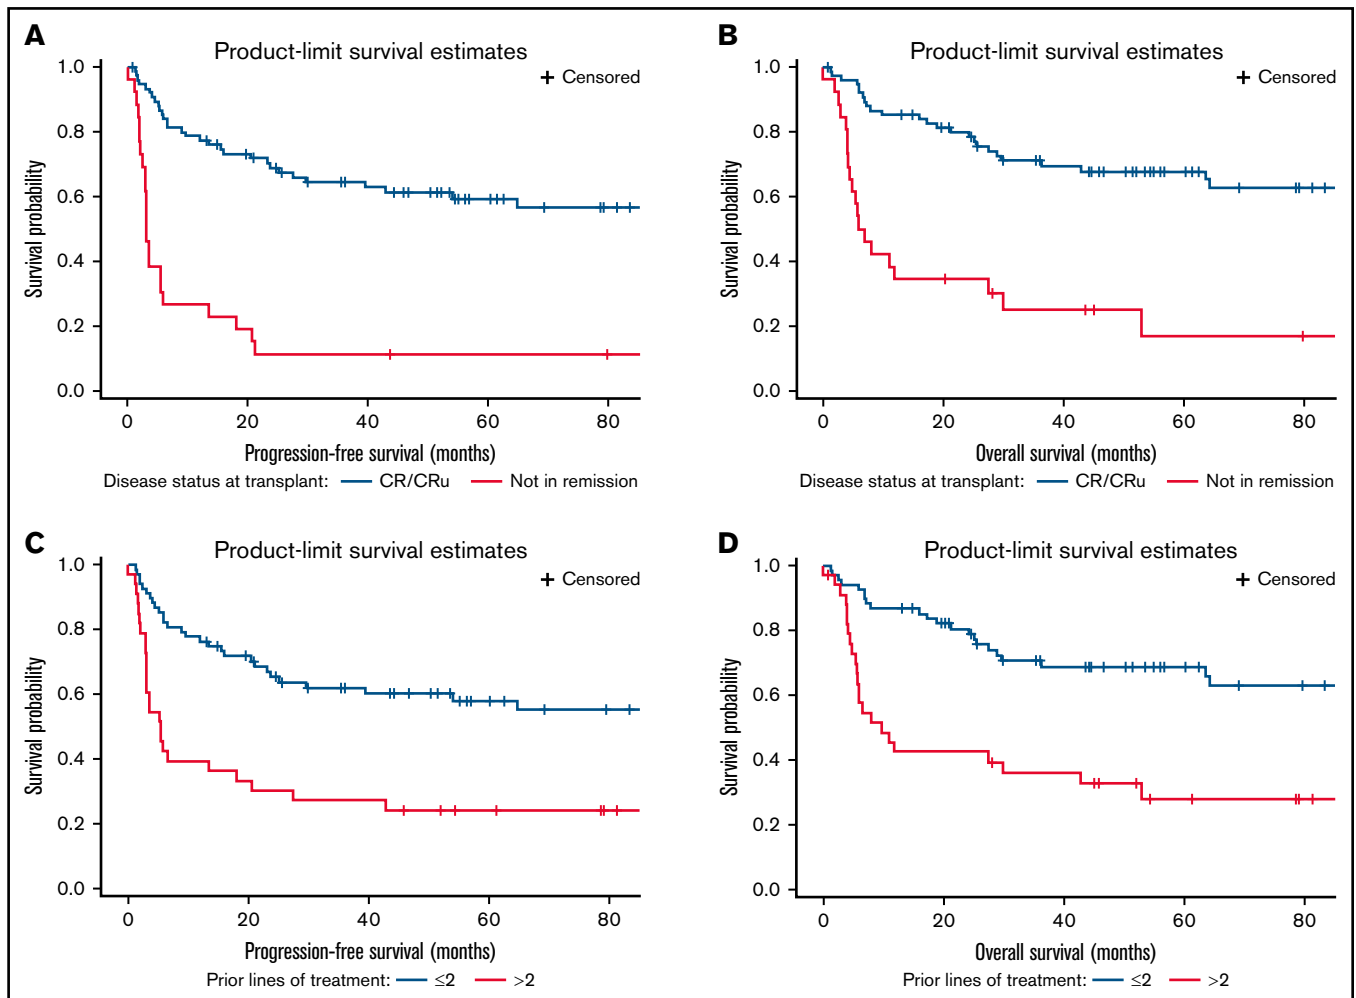 A
Product-limit survival estimates
+ Censored
Survival probability
1.0
0.8
0.6
0.4
0.2
0.0
0 20 40 60 80
Progression-free survival (months)
Disease status at transplant: CR/CRu Not in remission
B
Product-limit survival estimates
+ Censored
Survival probability
1.0
0.8
0.6
0.4
0.2
0.0
0 20 40 60 80
Overall survival (months)
Disease status at transplant: CR/CRu Not in remission
C
Product-limit survival estimates
+ Censored
Survival probability
1.0
0.8
0.6
0.4
0.2
0.0
0 20 40 60 80
Progression-free survival (months)
Prior lines of treatment: ≤2 >2
D
Product-limit survival estimates
+ Censored
Survival probability
1.0
0.8
0.6
0.4
0.2
0.0
0 20 40 60 80
Overall survival (months)
Prior lines of treatment: ≤2 >2